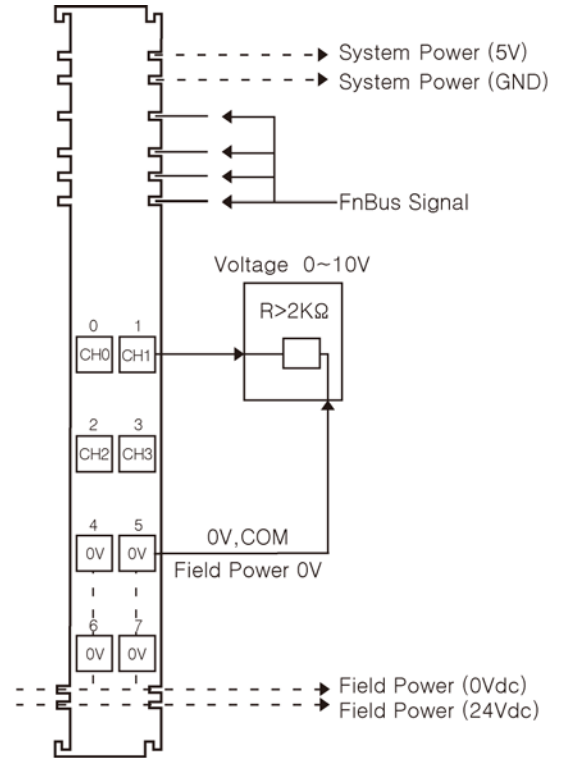 System Power (5V)
System Power (GND)
FnBus Signal
Voltage 0~10V
R>2KΩ
0 1
CH0 CH1
2 3
CH2 CH3
4 5
0V 0V
0V,COM
Field Power 0V
6 7
0V 0V
Field Power (0Vdc)
Field Power (24Vdc)